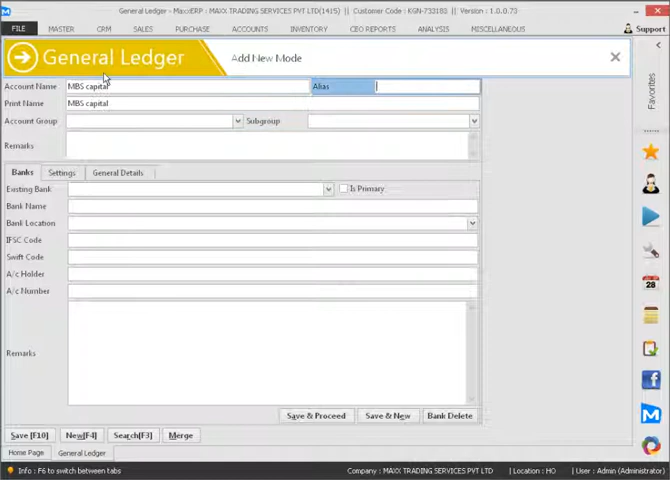 General Ledger - MaxxERP - MAXX TRADING SERVICES PVT LTD(1415) || Customer Code : KGN-733183 || Version : 1.0.0.73
FILE MASTER CRM SALES PURCHASE ACCOUNTS INVENTORY CEO REPORTS ANALYSIS MISCELLANEOUS Support
General Ledger Add New Mode
Account Name MBS capital Alias
Print Name MBS capital
Account Group Subgroup
Remarks
Favorites
Banks Settings General Details
Existing Bank Is Primary
Bank Name
Bank Location
IFSC Code
Swift Code
A/c Holder
A/c Number
28
Remarks
Save & Proceed Save & New Bank Delete
Save [F10] New[F4] Search[F3] Merge
Home Page General Ledger
Info : F6 to switch between tabs Company : MAXX TRADING SERVICES PVT LTD | Location : HO | User : Admin (Administrator)